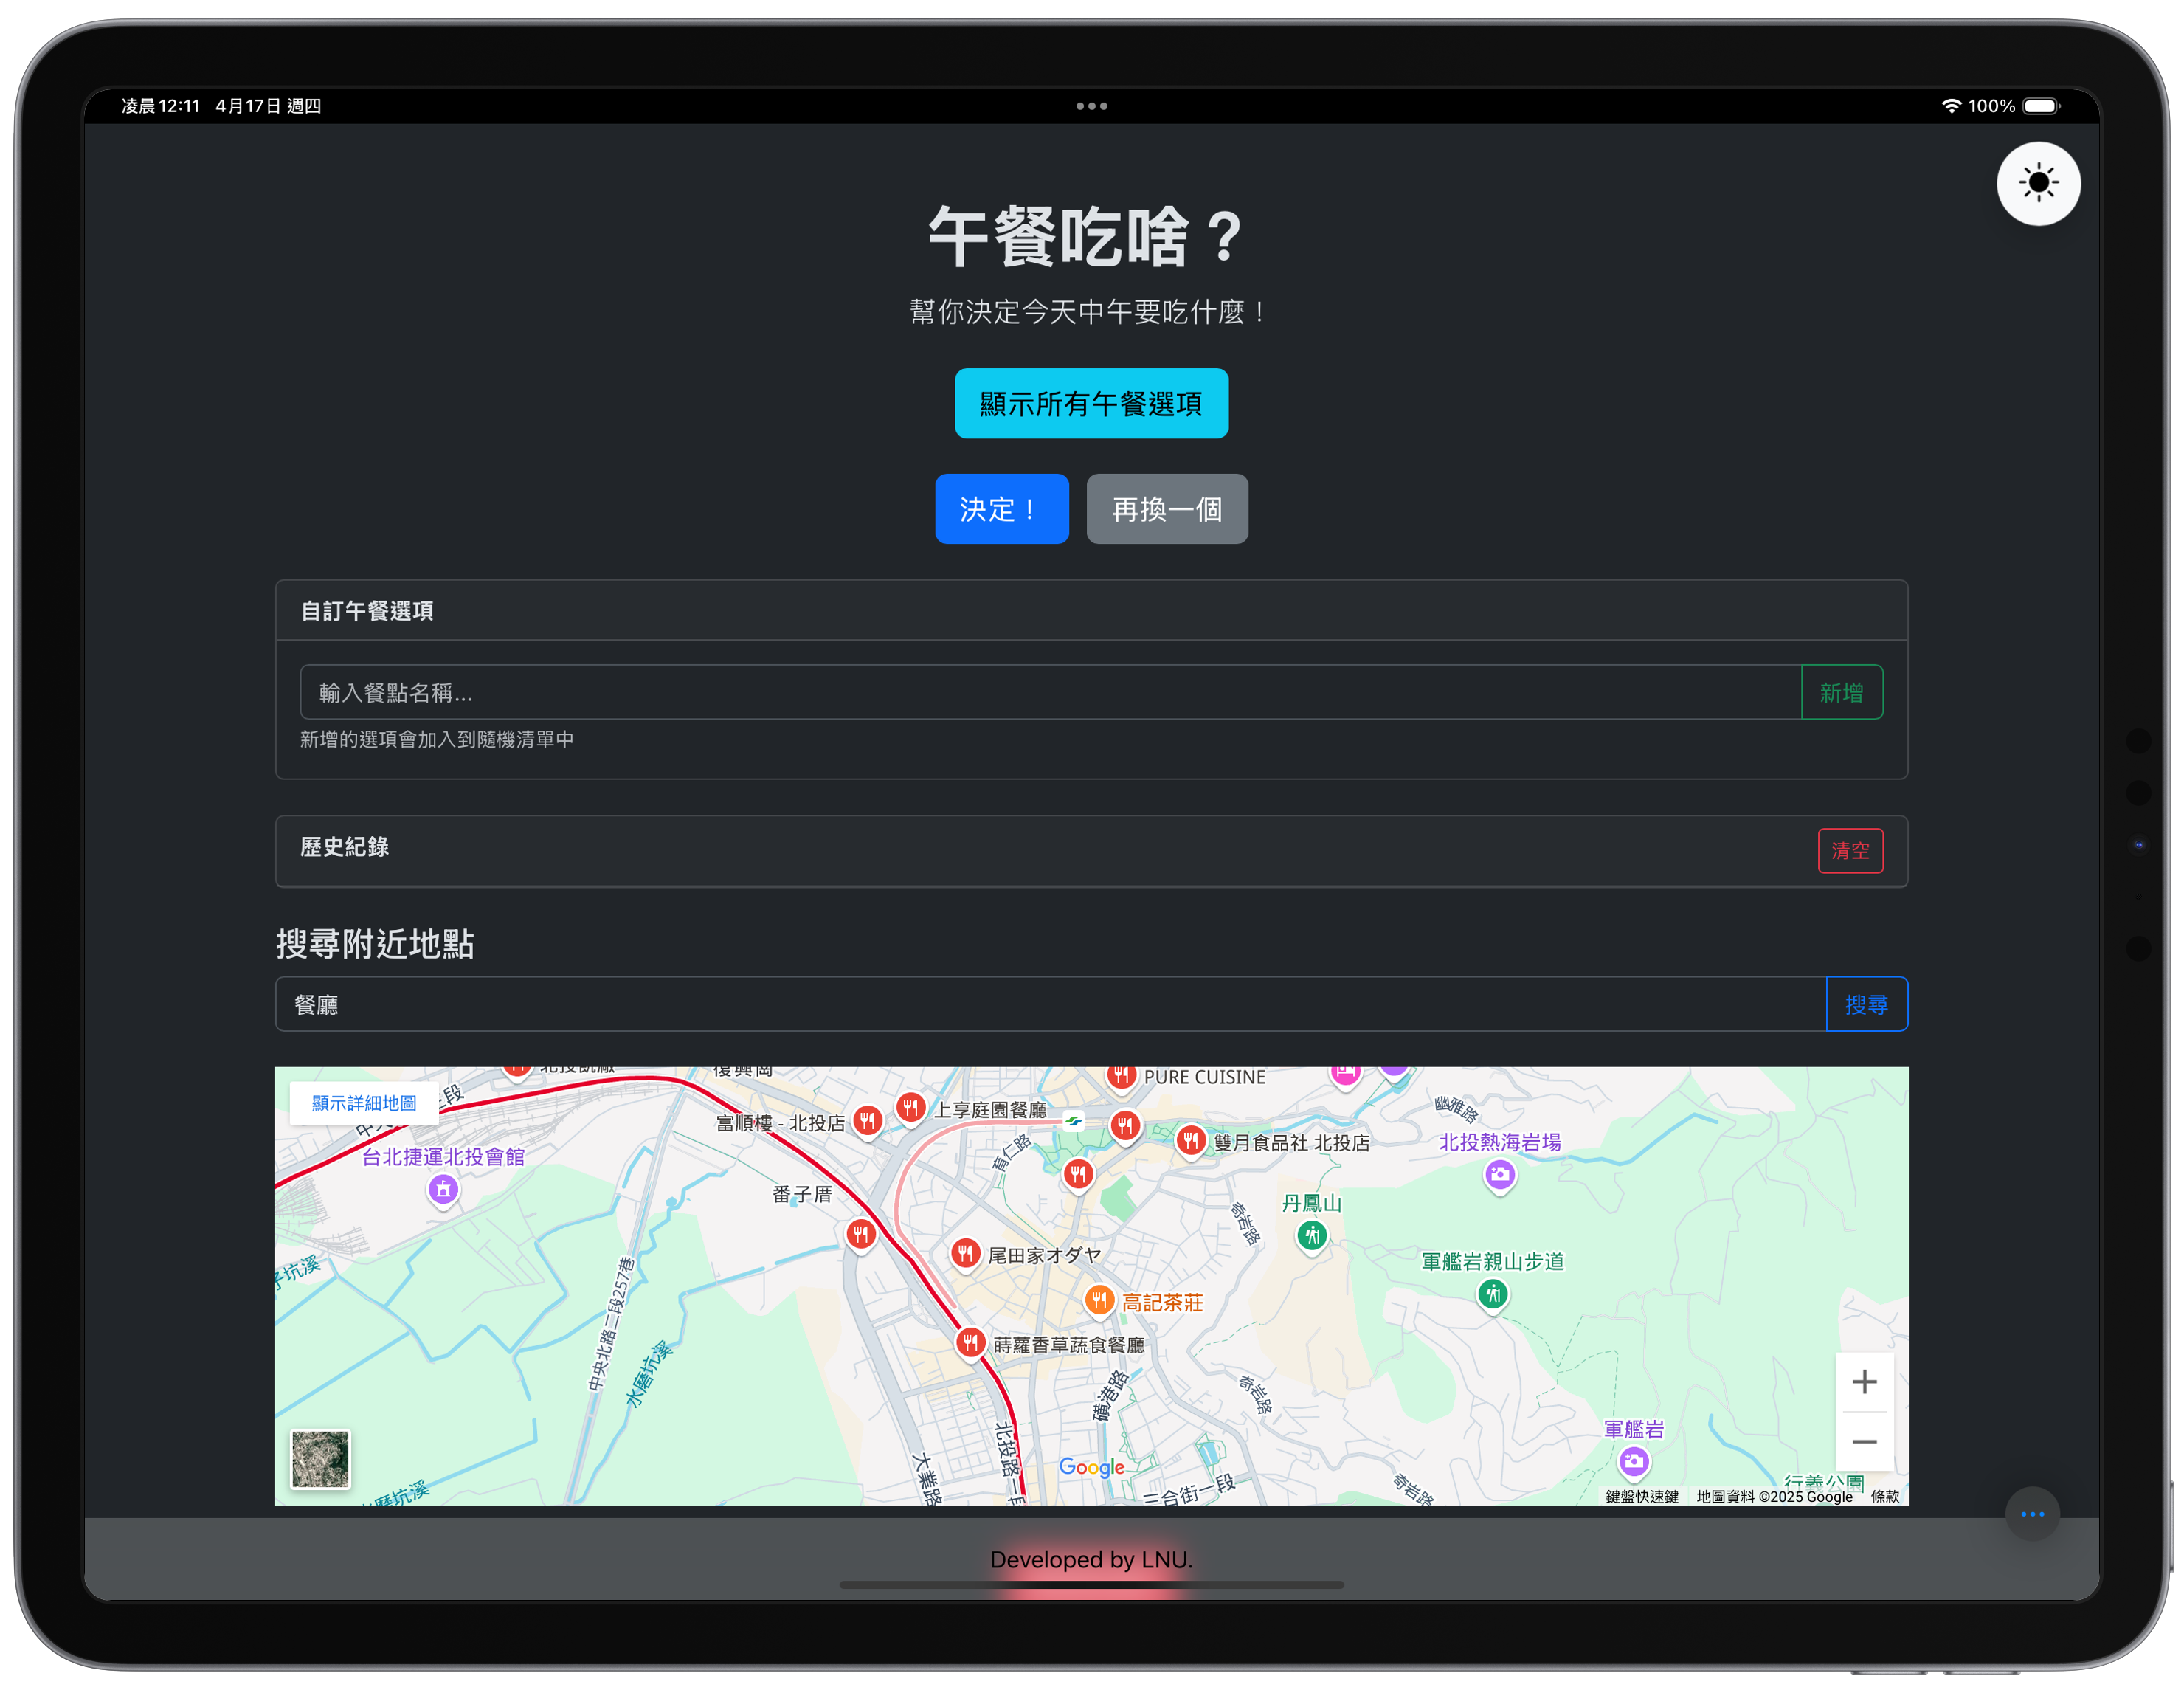 凌晨12:11 4月17日 週四
100%
午餐吃啥？
幫你決定今天中午要吃什麼！
顯示所有午餐選項
決定！
再換一個
自訂午餐選項
輸入餐點名稱...
新增
新增的選項會加入到隨機清單中
歷史紀錄
清空
搜尋附近地點
餐廳
搜尋
顯示詳細地圖
復興崗
PURE CUISINE
上享庭園餐廳
富順樓 - 北投店
雙月食品社 北投店
幽雅路
北投熱海岩場
台北捷運北投會館
育仁路
番子厝
丹鳳山
奇岩路
尾田家オダヤ
軍艦岩親山步道
高記茶莊
蒔蘿香草蔬食餐廳
中央北路二段257巷
水磨坑溪
磺港路
奇岩路
軍艦岩
北投路二段
大業路
Google
三合街一段
奇岩路
行義公園
水磨坑溪
鍵盤快速鍵
地圖資料 ©2025 Google
條款
Developed by LNU.